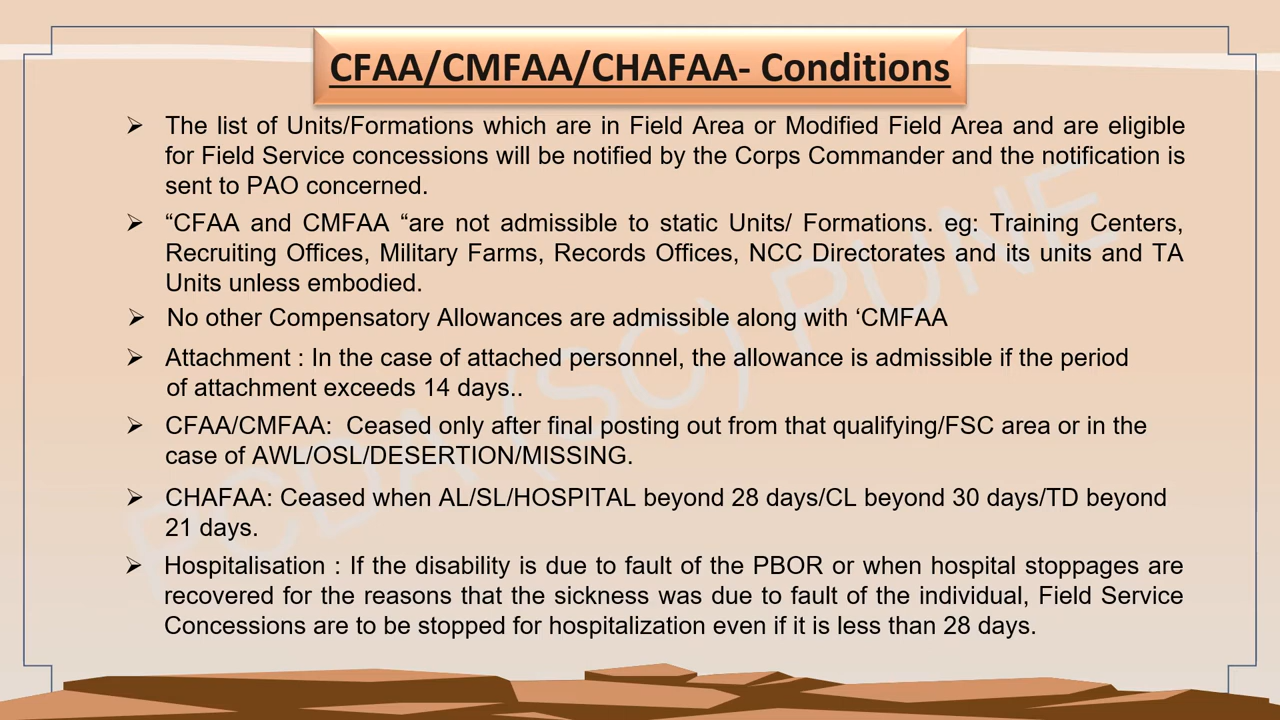 CFAA/CMFAA/CHAFAA- Conditions
➢ The list of Units/Formations which are in Field Area or Modified Field Area and are eligible
for Field Service concessions will be notified by the Corps Commander and the notification is
sent to PAO concerned.
➢ “CFAA and CMFAA “are not admissible to static Units/ Formations. eg: Training Centers,
Recruiting Offices, Military Farms, Records Offices, NCC Directorates and its units and TA
Units unless embodied.
➢ No other Compensatory Allowances are admissible along with ‘CMFAA
➢ Attachment : In the case of attached personnel, the allowance is admissible if the period
of attachment exceeds 14 days..
➢ CFAA/CMFAA: Ceased only after final posting out from that qualifying/FSC area or in the
case of AWL/OSL/DESERTION/MISSING.
➢ CHAFAA: Ceased when AL/SL/HOSPITAL beyond 28 days/CL beyond 30 days/TD beyond
21 days.
➢ Hospitalisation : If the disability is due to fault of the PBOR or when hospital stoppages are
recovered for the reasons that the sickness was due to fault of the individual, Field Service
Concessions are to be stopped for hospitalization even if it is less than 28 days.
PCDA (SC) PUNE